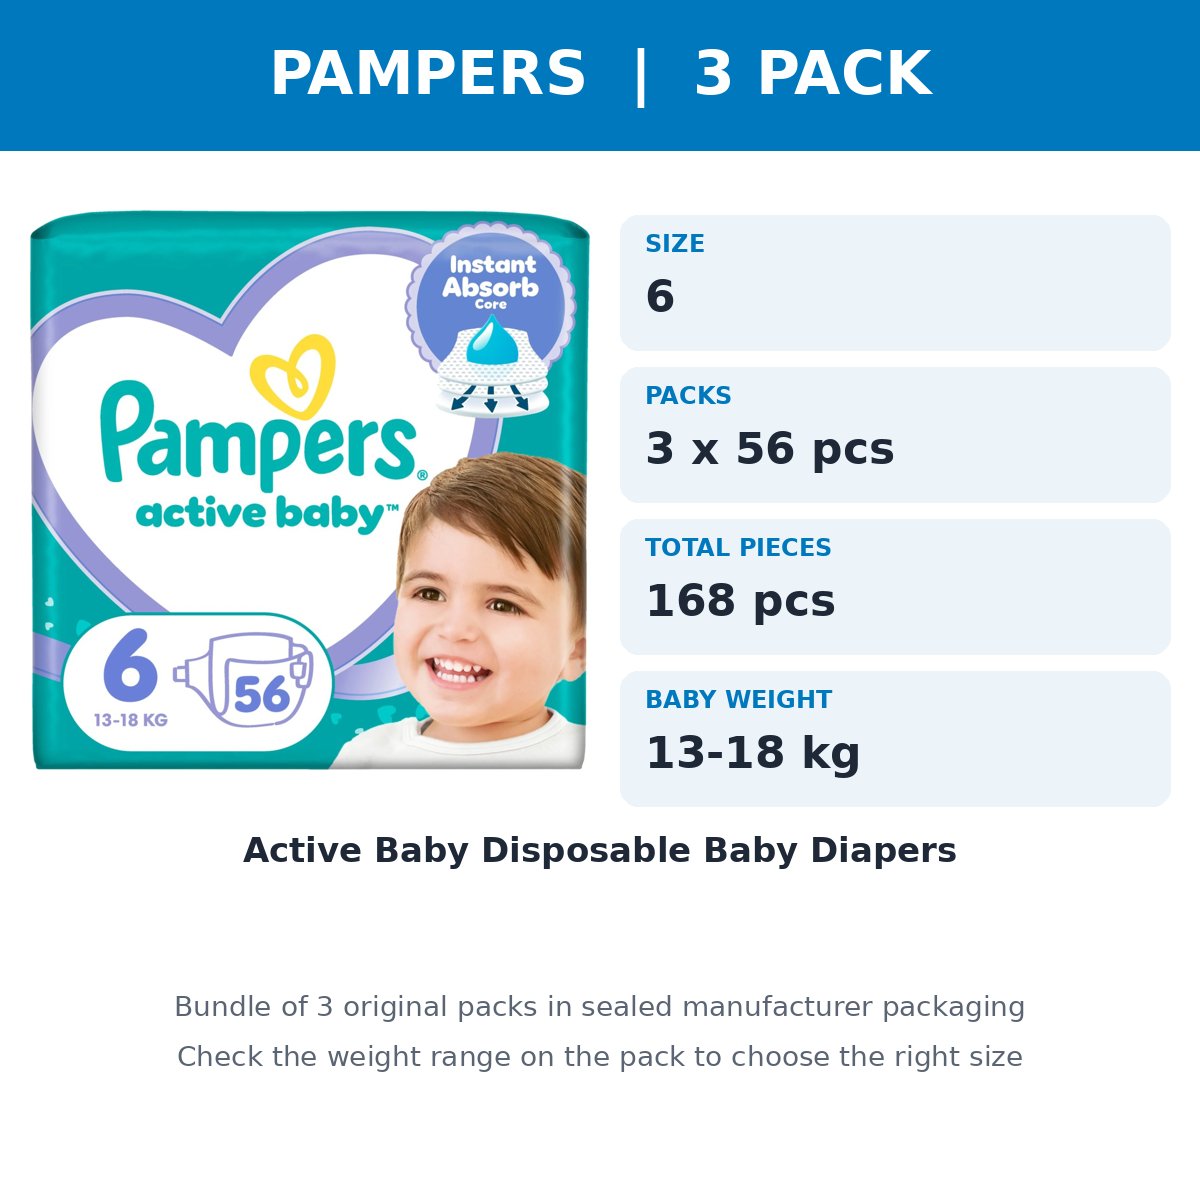 PAMPERS | 3 PACK
Instant
Absorb
Core
Pampers®
active baby™
6
56
13-18 KG
SIZE
6
PACKS
3 x 56 pcs
TOTAL PIECES
168 pcs
BABY WEIGHT
13-18 kg
Active Baby Disposable Baby Diapers
Bundle of 3 original packs in sealed manufacturer packaging
Check the weight range on the pack to choose the right size